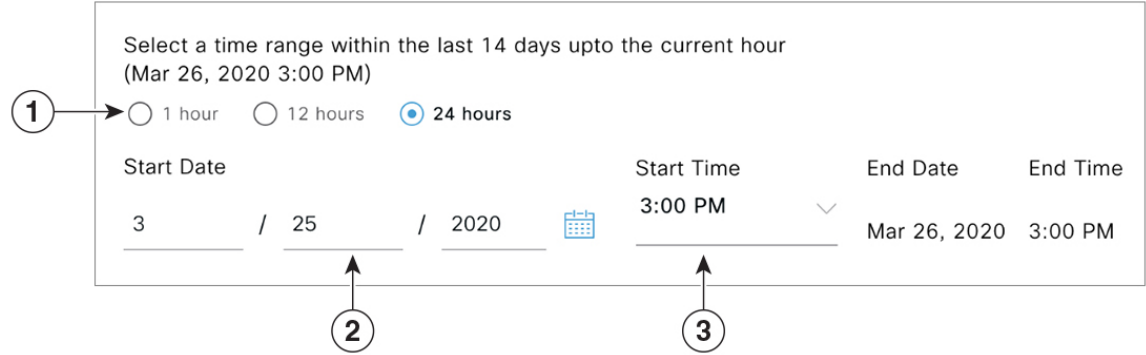 Select a time range within the last 14 days upto the current hour
(Mar 26, 2020 3:00 PM)
1 1 hour 12 hours 24 hours
Start Date Start Time End Date End Time
3 / 25 / 2020 3:00 PM Mar 26, 2020 3:00 PM
2 3